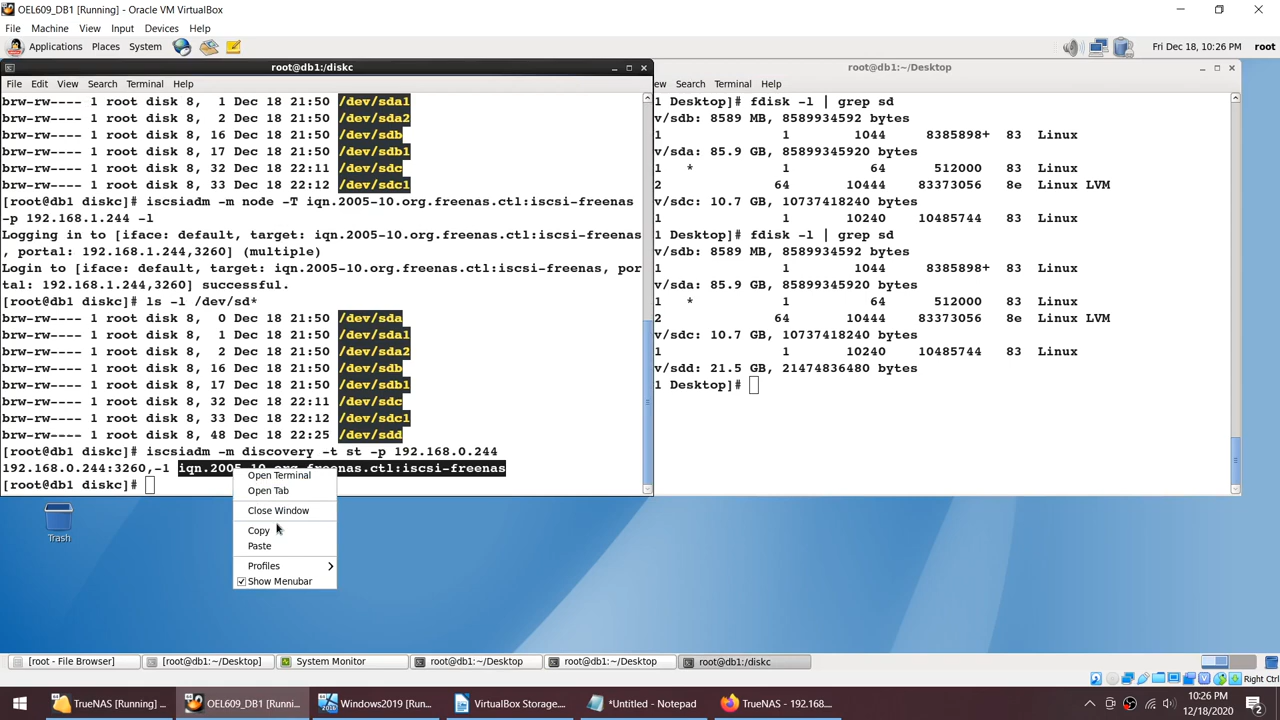 OEL609_DB1 [Running] - Oracle VM VirtualBox
File Machine View Input Devices Help
Applications Places System
Fri Dec 18, 10:26 PM root
root@db1:/diskc
File Edit View Search Terminal Help
brw-rw---- 1 root disk 8, 1 Dec 18 21:50 /dev/sda1
brw-rw---- 1 root disk 8, 2 Dec 18 21:50 /dev/sda2
brw-rw---- 1 root disk 8, 16 Dec 18 21:50 /dev/sdb
brw-rw---- 1 root disk 8, 17 Dec 18 21:50 /dev/sdb1
brw-rw---- 1 root disk 8, 32 Dec 18 22:11 /dev/sdc
brw-rw---- 1 root disk 8, 33 Dec 18 22:12 /dev/sdc1
[root@db1 diskc]# iscsiadm -m node -T iqn.2005-10.org.freenas.ctl:iscsi-freenas
-p 192.168.1.244 -l
Logging in to [iface: default, target: iqn.2005-10.org.freenas.ctl:iscsi-freenas
, portal: 192.168.1.244,3260] (multiple)
Login to [iface: default, target: iqn.2005-10.org.freenas.ctl:iscsi-freenas, por
tal: 192.168.1.244,3260] successful.
[root@db1 diskc]# ls -l /dev/sd*
brw-rw---- 1 root disk 8, 0 Dec 18 21:50 /dev/sda
brw-rw---- 1 root disk 8, 1 Dec 18 21:50 /dev/sda1
brw-rw---- 1 root disk 8, 2 Dec 18 21:50 /dev/sda2
brw-rw---- 1 root disk 8, 16 Dec 18 21:50 /dev/sdb
brw-rw---- 1 root disk 8, 17 Dec 18 21:50 /dev/sdb1
brw-rw---- 1 root disk 8, 32 Dec 18 22:11 /dev/sdc
brw-rw---- 1 root disk 8, 33 Dec 18 22:12 /dev/sdc1
brw-rw---- 1 root disk 8, 48 Dec 18 22:25 /dev/sdd
[root@db1 diskc]# iscsiadm -m discovery -t st -p 192.168.0.244
192.168.0.244:3260,-1 iqn.2005-10.org.freenas.ctl:iscsi-freenas
[root@db1 diskc]#
Open Terminal
Open Tab
Close Window
Copy
Paste
Profiles
Show Menubar
root@db1:~/Desktop
ew Search Terminal Help
1 Desktop]# fdisk -l | grep sd
v/sdb: 8589 MB, 8589934592 bytes
1 1 1044 8385898+ 83 Linux
v/sda: 85.9 GB, 85899345920 bytes
1 * 1 64 512000 83 Linux
2 64 10444 83373056 8e Linux LVM
v/sdc: 10.7 GB, 10737418240 bytes
1 1 10240 10485744 83 Linux
1 Desktop]# fdisk -l | grep sd
v/sdb: 8589 MB, 8589934592 bytes
1 1 1044 8385898+ 83 Linux
v/sda: 85.9 GB, 85899345920 bytes
1 * 1 64 512000 83 Linux
2 64 10444 83373056 8e Linux LVM
v/sdc: 10.7 GB, 10737418240 bytes
1 1 10240 10485744 83 Linux
v/sdd: 21.5 GB, 21474836480 bytes
1 Desktop]#
Trash
[root - File Browser] [root@db1:~/Desktop] System Monitor root@db1:~/Desktop root@db1:~/Desktop root@db1:/diskc
Right Ctrl
TrueNAS [Running] ... OEL609_DB1 [Runni... Windows2019 [Run... VirtualBox Storage.... *Untitled - Notepad TrueNAS - 192.168....
10:26 PM
12/18/2020
2